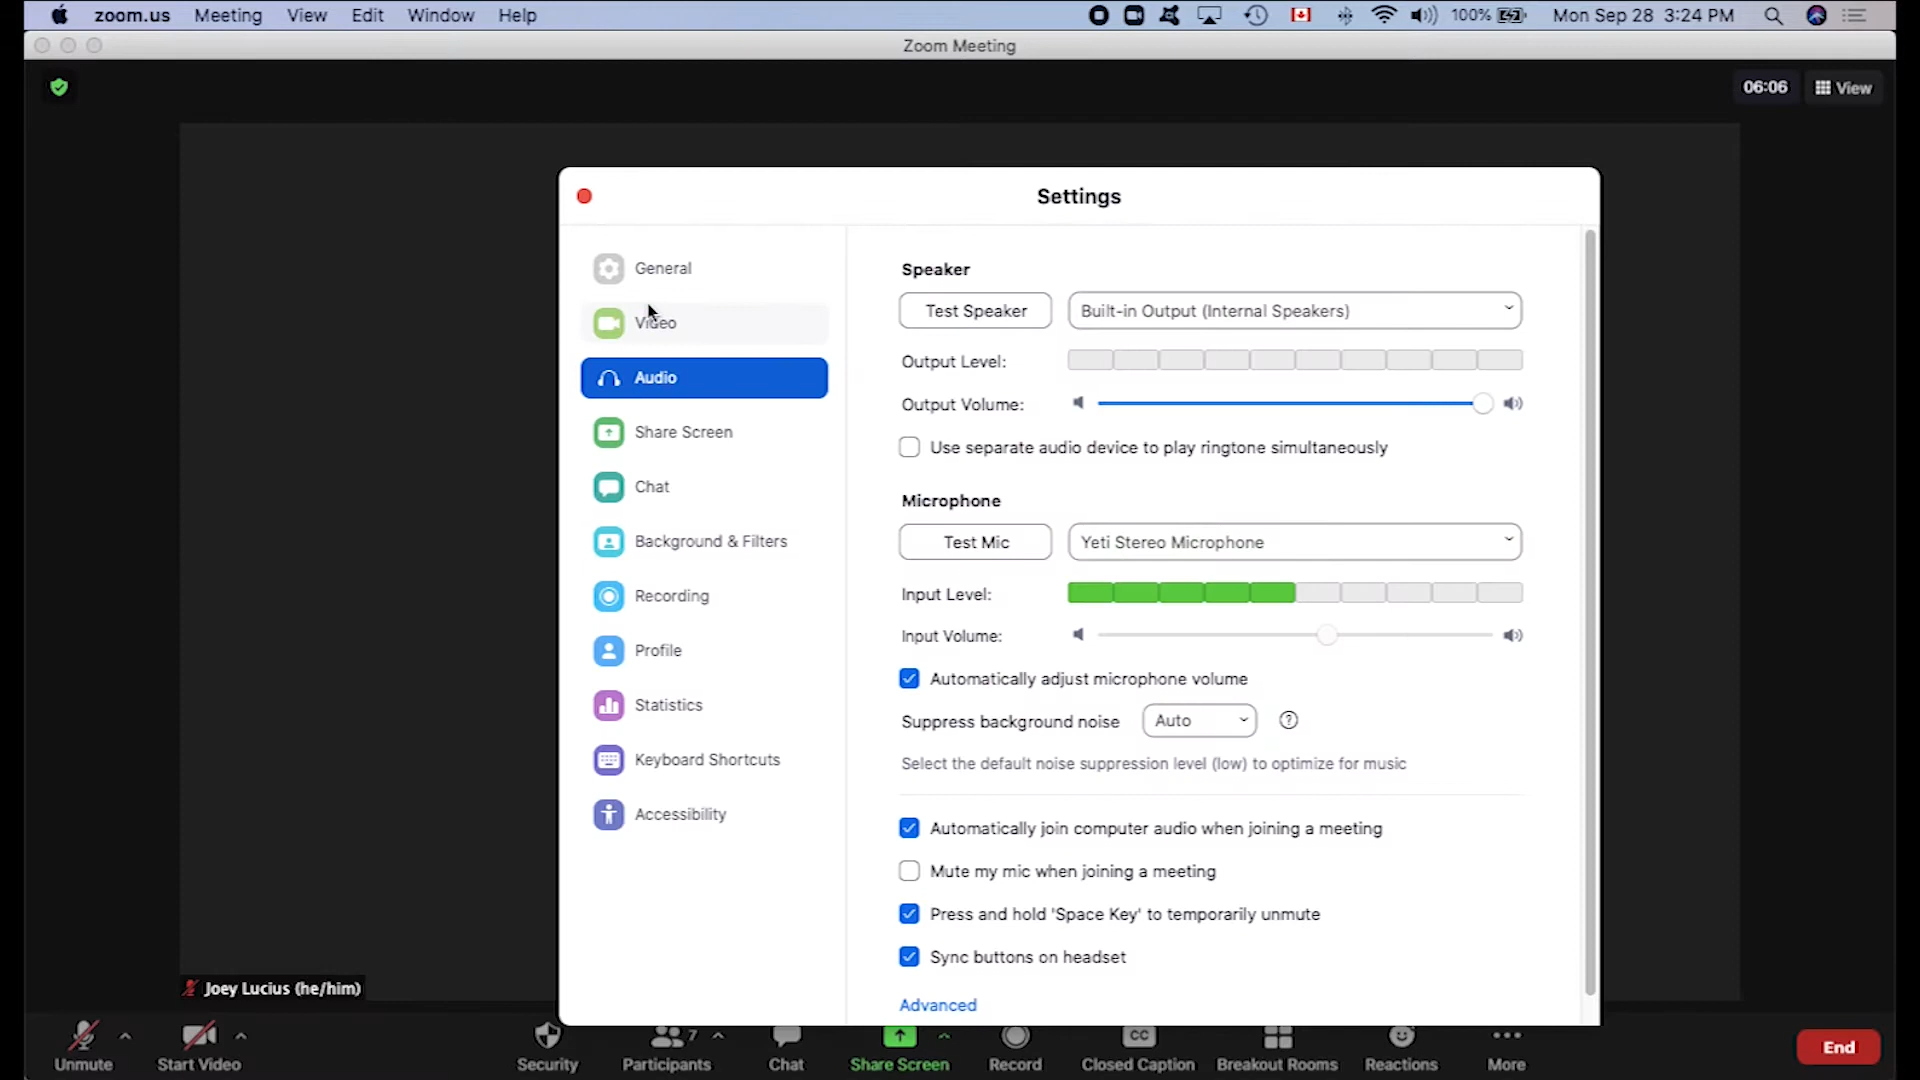 zoom.us Meeting View Edit Window Help 100% Mon Sep 28 3:24 PM
Zoom Meeting
06:06 View
Settings
General
Video
Audio
Share Screen
Chat
Background & Filters
Recording
Profile
Statistics
Keyboard Shortcuts
Accessibility
Speaker
Test Speaker Built-in Output (Internal Speakers)
Output Level:
Output Volume:
Use separate audio device to play ringtone simultaneously
Microphone
Test Mic Yeti Stereo Microphone
Input Level:
Input Volume:
Automatically adjust microphone volume
Suppress background noise Auto ?
Select the default noise suppression level (low) to optimize for music
Automatically join computer audio when joining a meeting
Mute my mic when joining a meeting
Press and hold 'Space Key' to temporarily unmute
Sync buttons on headset
Advanced
Joey Lucius (he/him)
7 CC
Unmute Start Video Security Participants Chat Share Screen Record Closed Caption Breakout Rooms Reactions More End